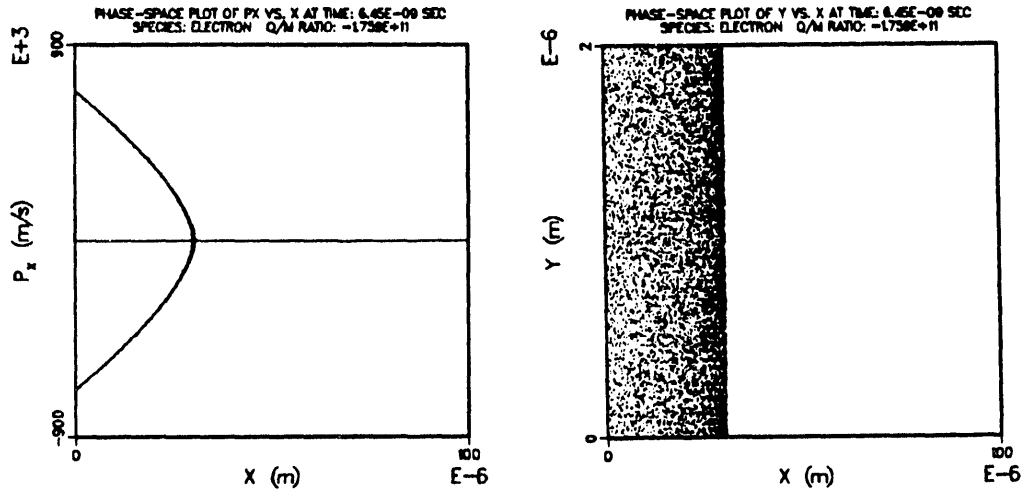 PHASE-SPACE PLOT OF PX VS. X AT TIME: 6.45E-09 SEC
SPECIES: ELECTRON Q/M RATIO: -1.758E+11
E+3
900
Pₓ (m/s)
-900
0
100
X (m)
E-6
PHASE-SPACE PLOT OF Y VS. X AT TIME: 6.45E-09 SEC
SPECIES: ELECTRON Q/M RATIO: -1.758E+11
E-6
2
Y (m)
0
0
100
X (m)
E-6